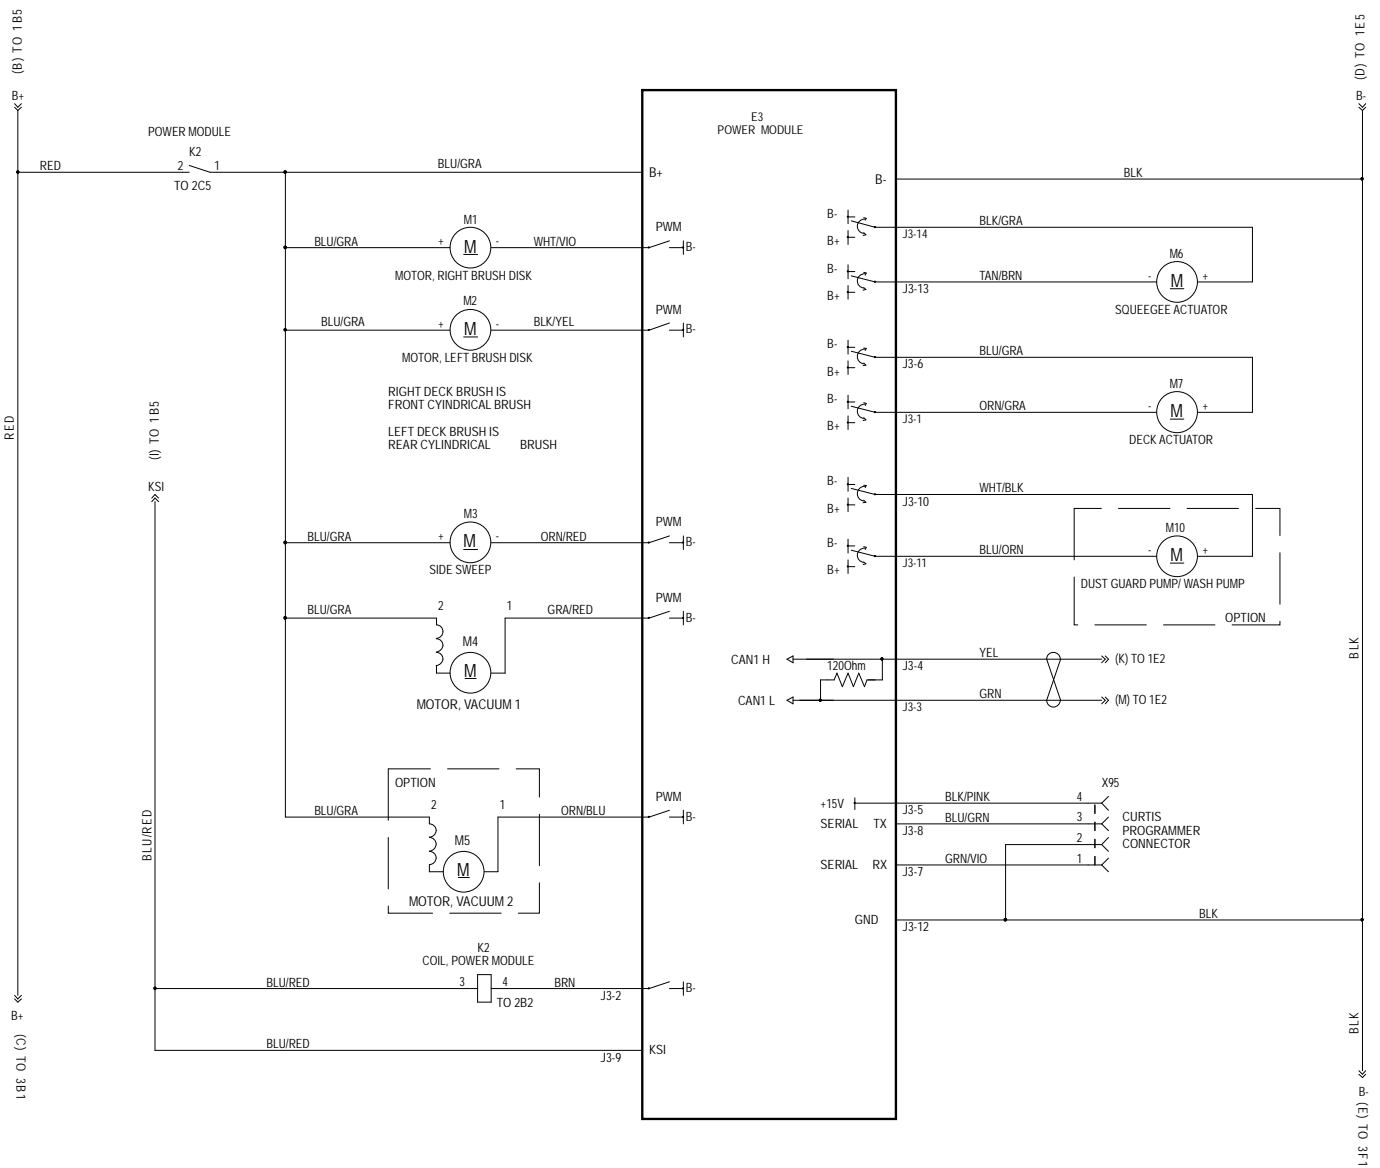 (B) TO 1B5
B+
(D) TO 1E5
B-
E3
POWER MODULE
POWER MODULE
K2
2 1
TO 2C5
RED
BLU/GRA
B+
B-
BLK
M1
BLU/GRA
+ M -
WHT/VIO
PWM
B-
MOTOR, RIGHT BRUSH DISK
B-
B+
J3-14
BLK/GRA
M6
B-
B+
J3-13
TAN/BRN
- M +
SQUEEGEE ACTUATOR
M2
BLU/GRA
+ M -
BLK/YEL
PWM
B-
MOTOR, LEFT BRUSH DISK
B-
B+
J3-6
BLU/GRA
M7
B-
B+
J3-1
ORN/GRA
- M +
DECK ACTUATOR
RIGHT DECK BRUSH IS
FRONT CYINDRICAL BRUSH
LEFT DECK BRUSH IS
REAR CYLINDRICAL BRUSH
RED
(I) TO 1B5
KSI
B-
B+
J3-10
WHT/BLK
M10
B-
B+
J3-11
BLU/ORN
- M +
DUST GUARD PUMP/ WASH PUMP
OPTION
M3
BLU/GRA
+ M -
ORN/RED
PWM
B-
SIDE SWEEP
BLU/GRA
2 1
GRA/RED
PWM
B-
M4
M
MOTOR, VACUUM 1
CAN1 H
120Ohm
J3-4
YEL
(K) TO 1E2
CAN1 L
J3-3
GRN
(M) TO 1E2
BLK
OPTION
BLU/GRA
2 1
ORN/BLU
PWM
B-
M5
M
MOTOR, VACUUM 2
+15V
J3-5
BLK/PINK
4
X95
SERIAL TX
J3-8
BLU/GRN
3
2
SERIAL RX
J3-7
GRN/VIO
1
CURTIS
PROGRAMMER
CONNECTOR
GND
J3-12
BLK
BLU/RED
K2
COIL, POWER MODULE
BLU/RED
3 4
BRN
TO 2B2
J3-2
B-
BLU/RED
J3-9
KSI
B+
(C) TO 3B1
BLK
B-
(E) TO 3F1